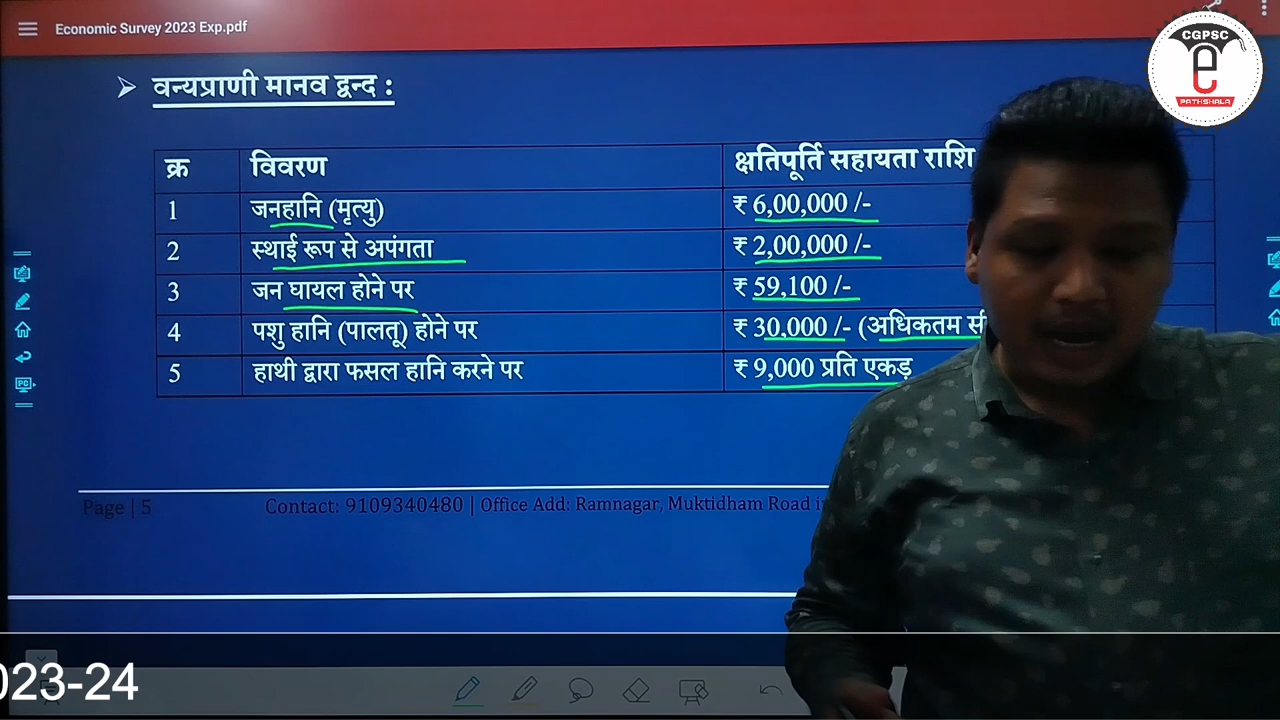 Economic Survey 2023 Exp.pdf
CGPSC
e
PATHSHALA
➢ वन्यप्राणी मानव द्वन्द :
क्र विवरण क्षतिपूर्ति सहायता राशि
1 जनहानि (मृत्यु) ₹ 6,00,000 /-
2 स्थाई रूप से अपंगता ₹ 2,00,000 /-
3 जन घायल होने पर ₹ 59,100 /-
4 पशु हानि (पालतू) होने पर ₹ 30,000 /- (अधिकतम
5 हाथी द्वारा फसल हानि करने पर ₹ 9,000 प्रति एकड़
Page | 5 Contact: 9109340480 | Office Add: Ramnagar, Muktidham Road
023-24